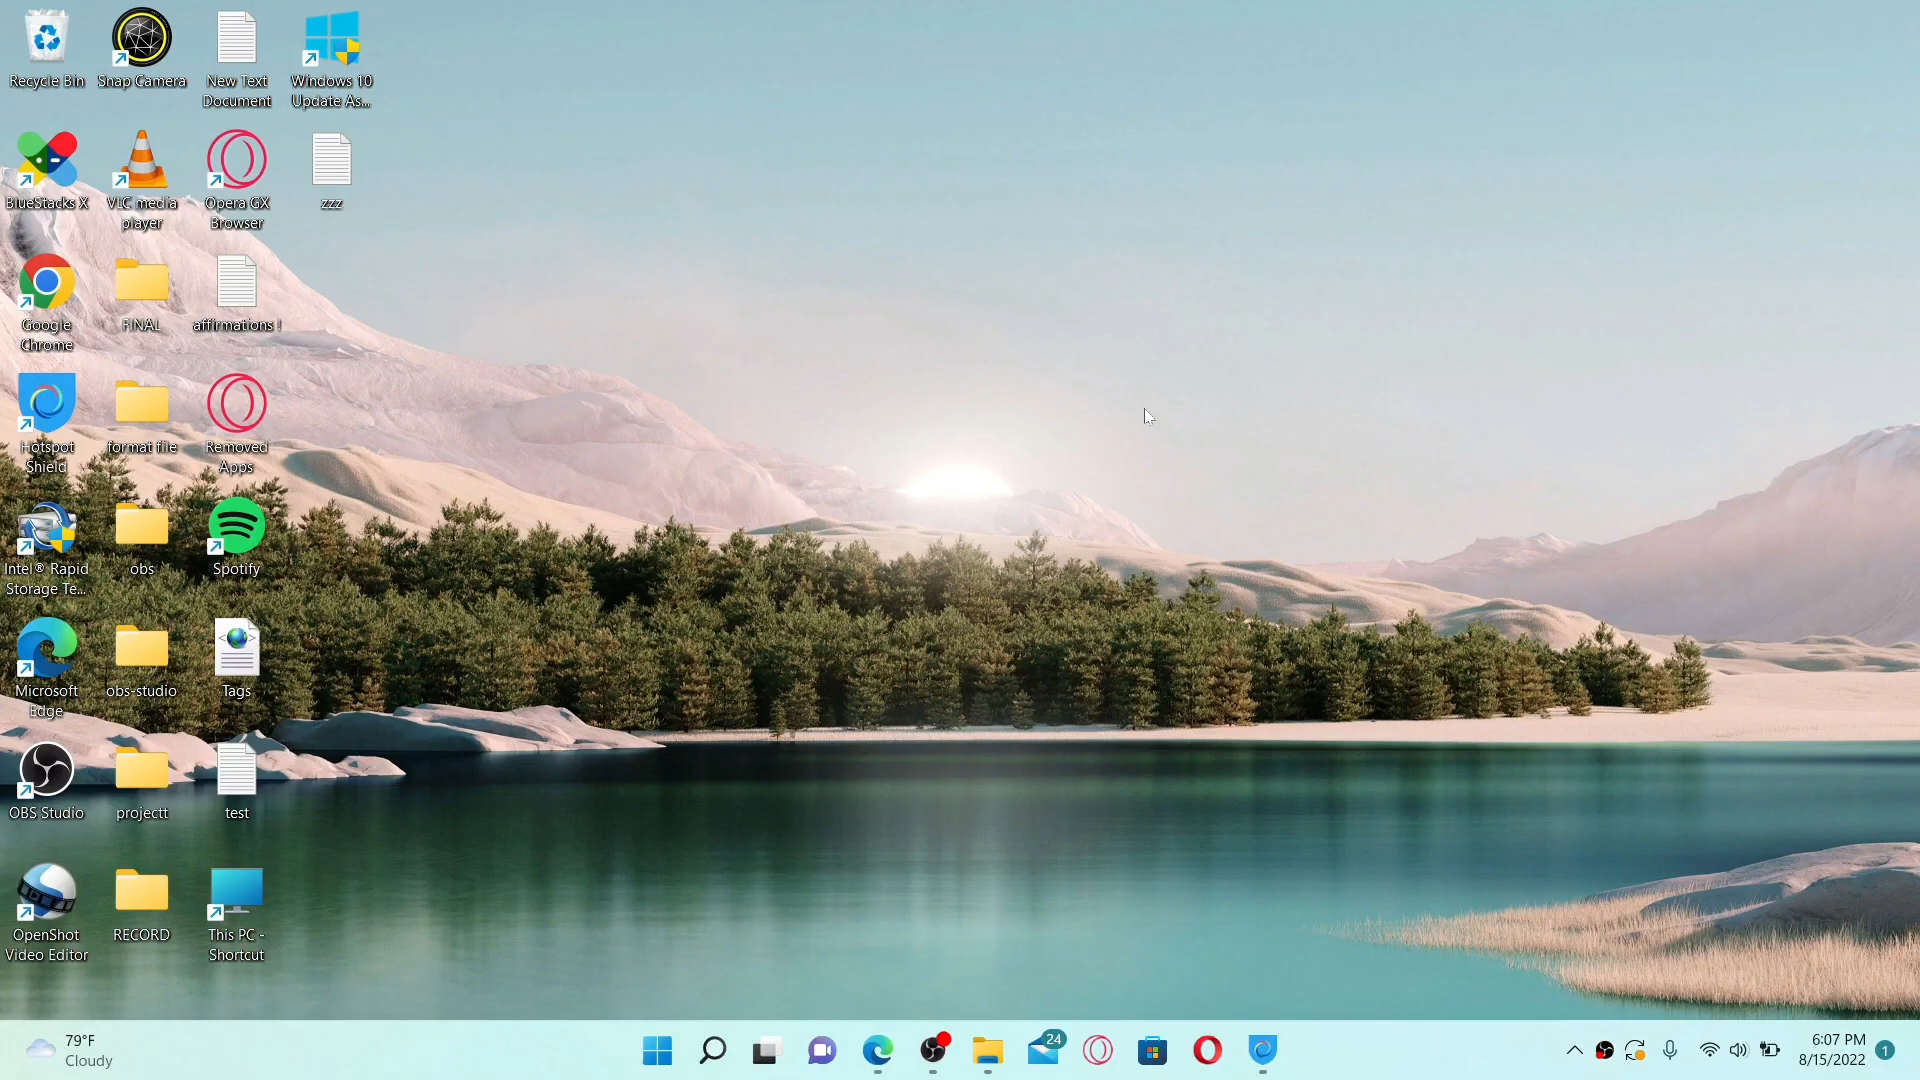 Recycle Bin
Snap Camera
New Text
Document
Windows 10
Update As...
BlueStacks X
VLC media
player
Opera GX
Browser
zzz
Google
Chrome
FINAL
affirmations !
Hotspot
Shield
format file
Removed
Apps
Intel® Rapid
Storage Te...
obs
Spotify
Microsoft
Edge
obs-studio
Tags
OBS Studio
projectt
test
OpenShot
Video Editor
RECORD
This PC -
Shortcut
79°F
Cloudy
24
6:07 PM
8/15/2022
1